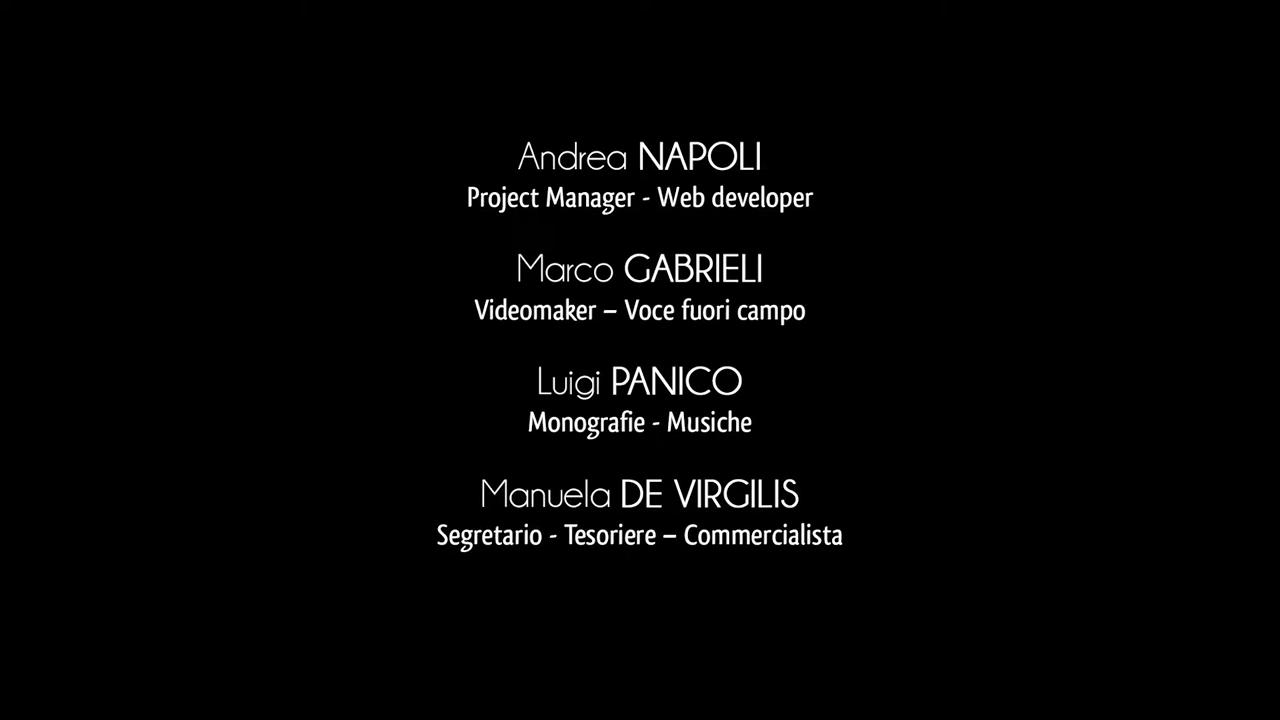 Andrea NAPOLI
Project Manager - Web developer
Marco GABRIELI
Videomaker – Voce fuori campo
Luigi PANICO
Monografie - Musiche
Manuela DE VIRGILIS
Segretario - Tesoriere – Commercialista